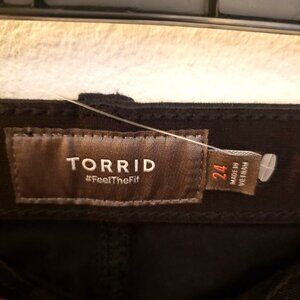 TORRID
#FeelTheFit
24
MADE IN
VIETNAM